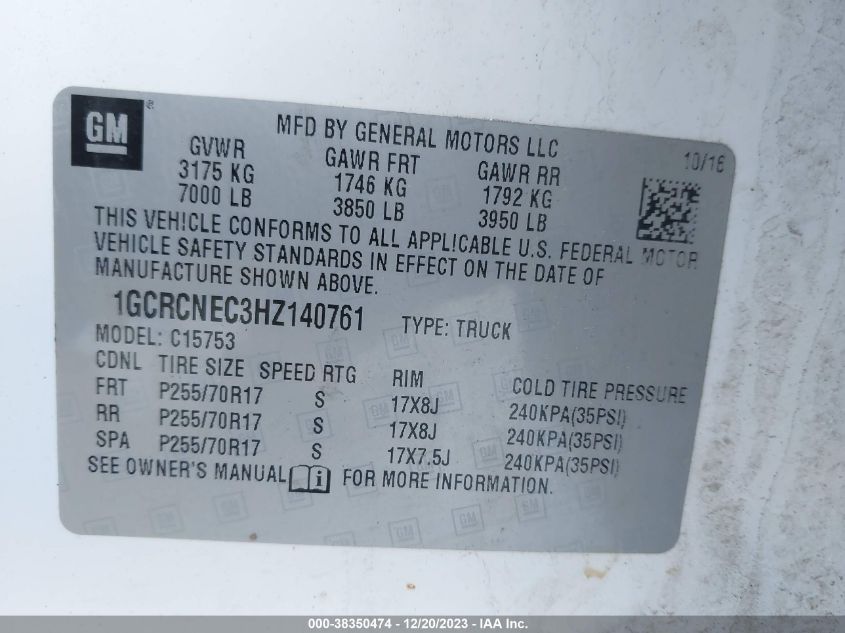 GM ®
MFD BY GENERAL MOTORS LLC
10/16
GVWR GAWR FRT GAWR RR
3175 KG 1746 KG 1792 KG
7000 LB 3850 LB 3950 LB
THIS VEHICLE CONFORMS TO ALL APPLICABLE U.S. FEDERAL MOTOR
VEHICLE SAFETY STANDARDS IN EFFECT ON THE DATE OF
MANUFACTURE SHOWN ABOVE.
1GCRCNEC3HZ140761 TYPE: TRUCK
MODEL: C15753
CDNL TIRE SIZE SPEED RTG RIM COLD TIRE PRESSURE
FRT P255/70R17 S 17X8J 240KPA(35PSI)
RR P255/70R17 S 17X8J 240KPA(35PSI)
SPA P255/70R17 S 17X7.5J 240KPA(35PSI)
SEE OWNER'S MANUAL i FOR MORE INFORMATION.
000-38350474 - 12/20/2023 - IAA Inc.